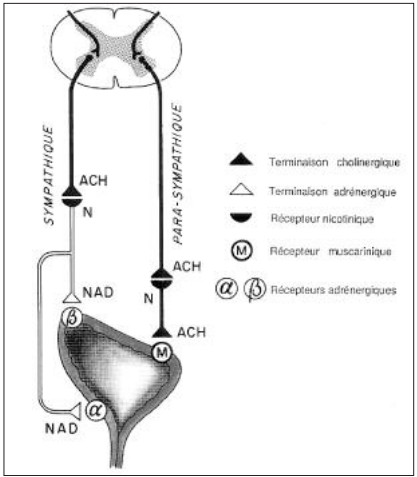 SYMPATHIQUE
PARA-SYMPATHIQUE
ACH
N
NAD
β
NAD
α
ACH
N
ACH
M
Terminaison cholinergique
Terminaison adrénergique
Récepteur nicotinique
M Récepteur muscarinique
α β Récepteurs adrénergiques